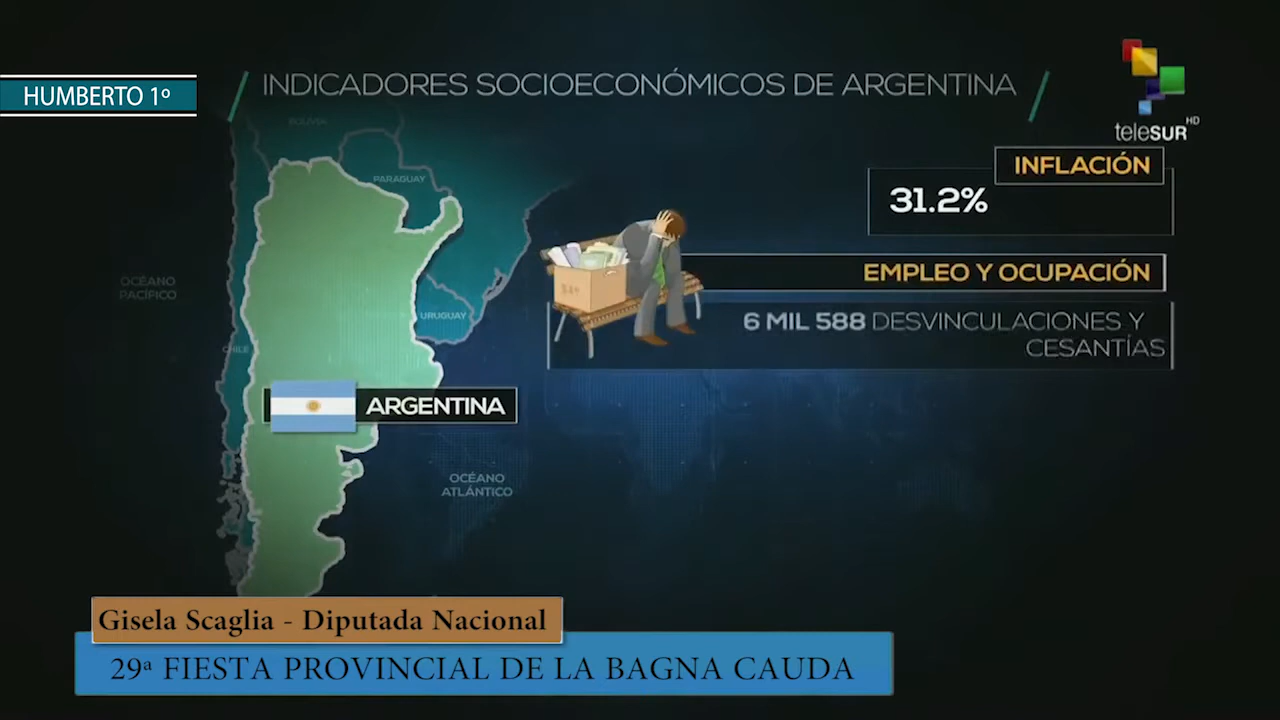 HUMBERTO 1º
INDICADORES SOCIOECONÓMICOS DE ARGENTINA
teleSUR HD
INFLACIÓN
31.2%
EMPLEO Y OCUPACIÓN
6 MIL 588 DESVINCULACIONES Y
CESANTÍAS
BOLIVIA
PARAGUAY
OCÉANO
PACÍFICO
URUGUAY
CHILE
ARGENTINA
OCÉANO
ATLÁNTICO
Gisela Scaglia - Diputada Nacional
29ª FIESTA PROVINCIAL DE LA BAGNA CAUDA